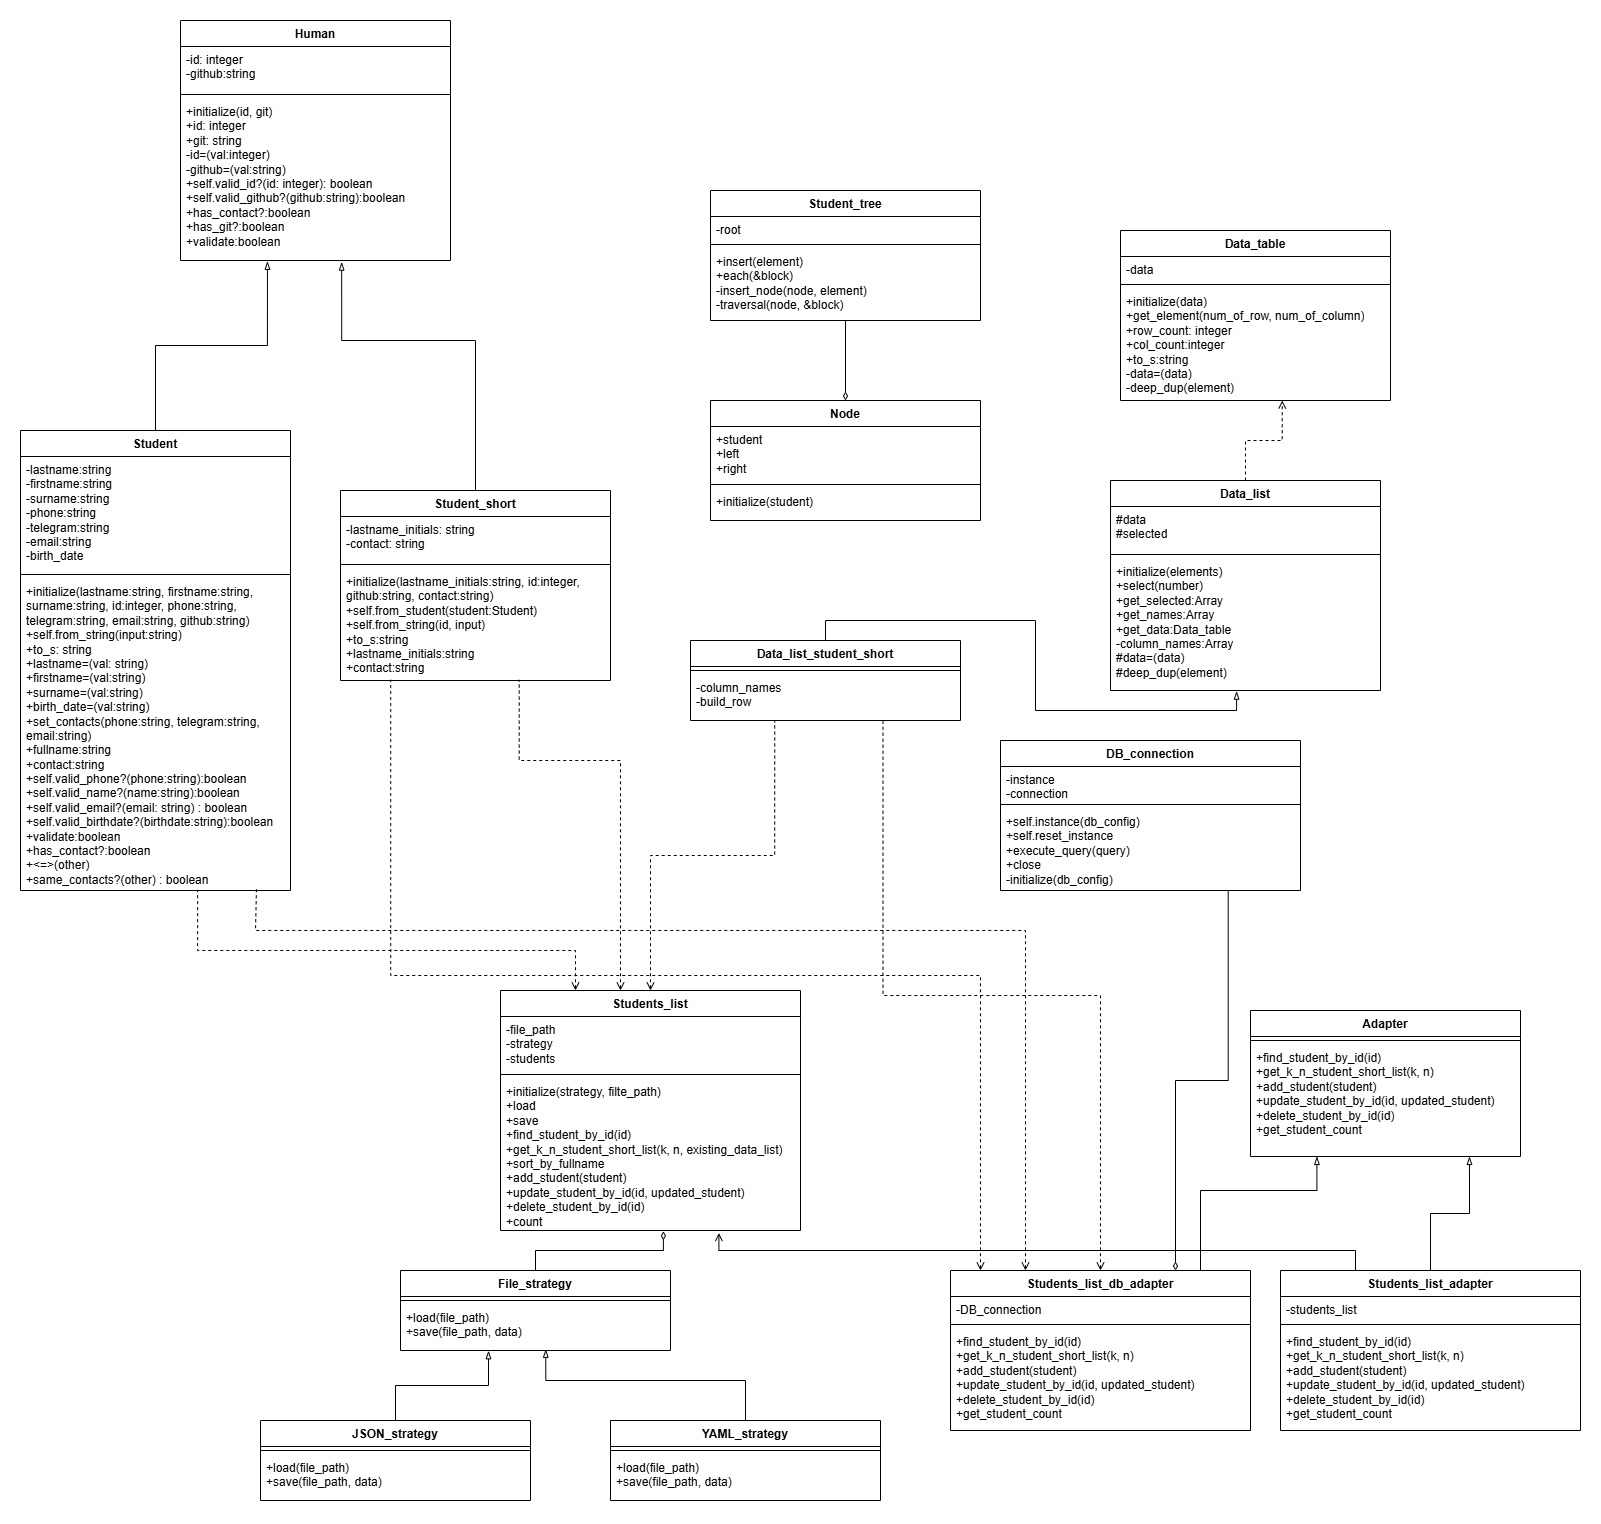 Human
-id: integer
-github:string
+initialize(id, git)
+id: integer
+git: string
-id=(val:integer)
-github=(val:string)
+self.valid_id?(id: integer): boolean
+self.valid_github?(github:string):boolean
+has_contact?:boolean
+has_git?:boolean
+validate:boolean
Student_tree
-root
+insert(element)
+each(&block)
-insert_node(node, element)
-traversal(node, &block)
Data_table
-data
+initialize(data)
+get_element(num_of_row, num_of_column)
+row_count: integer
+col_count:integer
+to_s:string
-data=(data)
-deep_dup(element)
Node
+student
+left
+right
+initialize(student)
Student
-lastname:string
-firstname:string
-surname:string
-phone:string
-telegram:string
-email:string
-birth_date
+initialize(lastname:string, firstname:string,
surname:string, id:integer, phone:string,
telegram:string, email:string, github:string)
+self.from_string(input:string)
+to_s: string
+lastname=(val: string)
+firstname=(val:string)
+surname=(val:string)
+birth_date=(val:string)
+set_contacts(phone:string, telegram:string,
email:string)
+fullname:string
+contact:string
+self.valid_phone?(phone:string):boolean
+self.valid_name?(name:string):boolean
+self.valid_email?(email: string) : boolean
+self.valid_birthdate?(birthdate:string):boolean
+validate:boolean
+has_contact?:boolean
+<=>(other)
+same_contacts?(other) : boolean
Student_short
-lastname_initials: string
-contact: string
+initialize(lastname_initials:string, id:integer,
github:string, contact:string)
+self.from_student(student:Student)
+self.from_string(id, input)
+to_s:string
+lastname_initials:string
+contact:string
Data_list
#data
#selected
+initialize(elements)
+select(number)
+get_selected:Array
+get_names:Array
+get_data:Data_table
-column_names:Array
#data=(data)
#deep_dup(element)
Data_list_student_short
-column_names
-build_row
DB_connection
-instance
-connection
+self.instance(db_config)
+self.reset_instance
+execute_query(query)
+close
-initialize(db_config)
Students_list
-file_path
-strategy
-students
+initialize(strategy, filte_path)
+load
+save
+find_student_by_id(id)
+get_k_n_student_short_list(k, n, existing_data_list)
+sort_by_fullname
+add_student(student)
+update_student_by_id(id, updated_student)
+delete_student_by_id(id)
+count
Adapter
+find_student_by_id(id)
+get_k_n_student_short_list(k, n)
+add_student(student)
+update_student_by_id(id, updated_student)
+delete_student_by_id(id)
+get_student_count
File_strategy
+load(file_path)
+save(file_path, data)
Students_list_db_adapter
-DB_connection
+find_student_by_id(id)
+get_k_n_student_short_list(k, n)
+add_student(student)
+update_student_by_id(id, updated_student)
+delete_student_by_id(id)
+get_student_count
Students_list_adapter
-students_list
+find_student_by_id(id)
+get_k_n_student_short_list(k, n)
+add_student(student)
+update_student_by_id(id, updated_student)
+delete_student_by_id(id)
+get_student_count
JSON_strategy
+load(file_path)
+save(file_path, data)
YAML_strategy
+load(file_path)
+save(file_path, data)